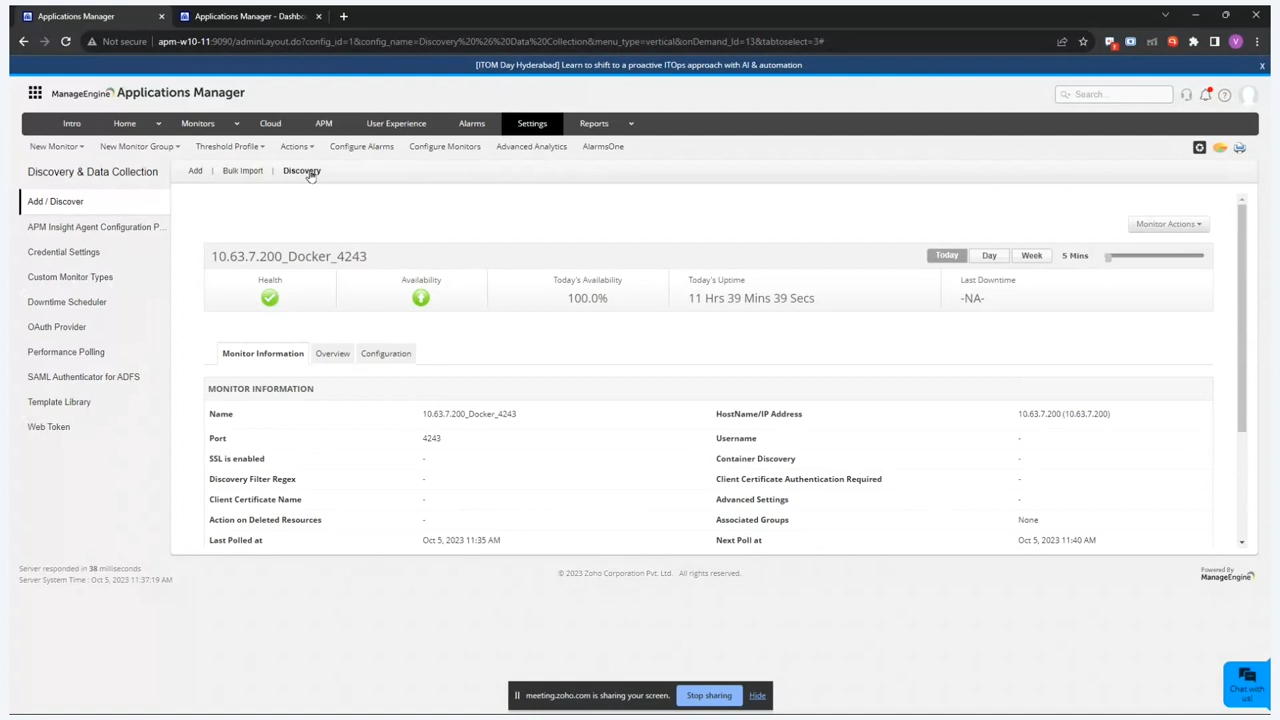 Applications Manager
Applications Manager - Dashbo
Not secure apm-w10-11:9090/adminLayout.do?config_id=1&config_name=Discovery%20%26%20Data%20Collection&menu_type=vertical&onDemand_Id=13&tabtoselect=3#
V
[ITOM Day Hyderabad] Learn to shift to a proactive ITOps approach with AI & automation
X
ManageEngine Applications Manager
Search...
Intro Home Monitors Cloud APM User Experience Alarms Settings Reports
New Monitor New Monitor Group Threshold Profile Actions Configure Alarms Configure Monitors Advanced Analytics AlarmsOne
Discovery & Data Collection
Add | Bulk Import | Discovery
Add / Discover
APM Insight Agent Configuration P...
Credential Settings
Custom Monitor Types
Downtime Scheduler
OAuth Provider
Performance Polling
SAML Authenticator for ADFS
Template Library
Web Token
Monitor Actions
10.63.7.200_Docker_4243
Today Day Week 5 Mins
Health Availability Today's Availability Today's Uptime Last Downtime
100.0% 11 Hrs 39 Mins 39 Secs -NA-
Monitor Information Overview Configuration
MONITOR INFORMATION
Name 10.63.7.200_Docker_4243 HostName/IP Address 10.63.7.200 (10.63.7.200)
Port 4243 Username -
SSL is enabled - Container Discovery -
Discovery Filter Regex - Client Certificate Authentication Required -
Client Certificate Name - Advanced Settings -
Action on Deleted Resources - Associated Groups None
Last Polled at Oct 5, 2023 11:35 AM Next Poll at Oct 5, 2023 11:40 AM
Server responded in 38 milliseconds
Server System Time : Oct 5, 2023 11:37:19 AM
© 2023 Zoho Corporation Pvt. Ltd. All rights reserved.
Powered By
ManageEngine
Chat with us!
meeting.zoho.com is sharing your screen. Stop sharing Hide